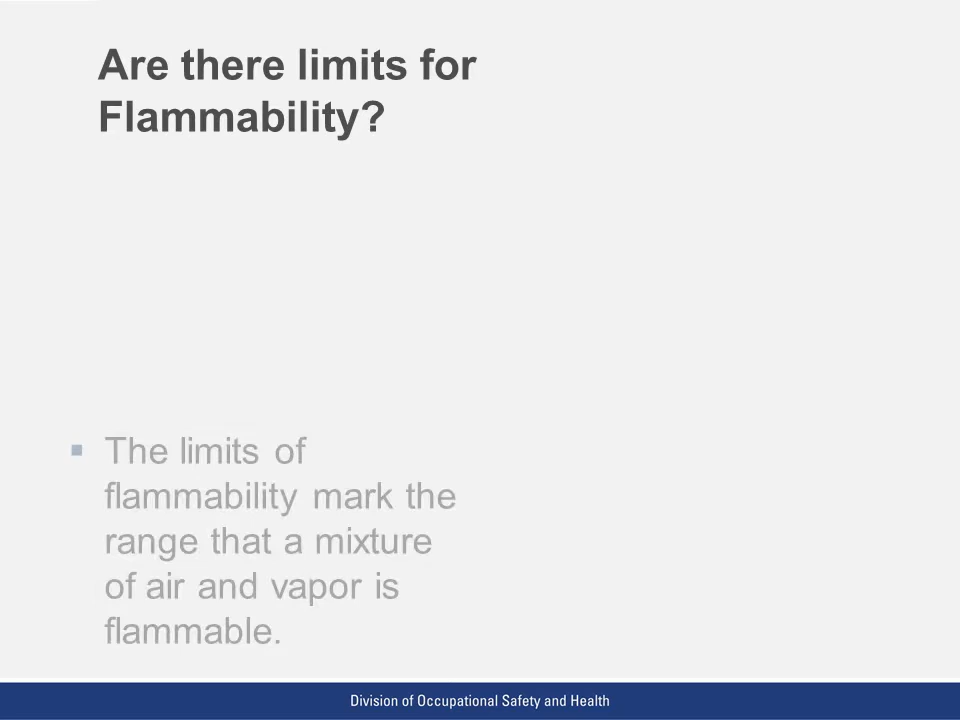 Are there limits for
Flammability?
The limits of
flammability mark the
range that a mixture
of air and vapor is
flammable.
Division of Occupational Safety and Health